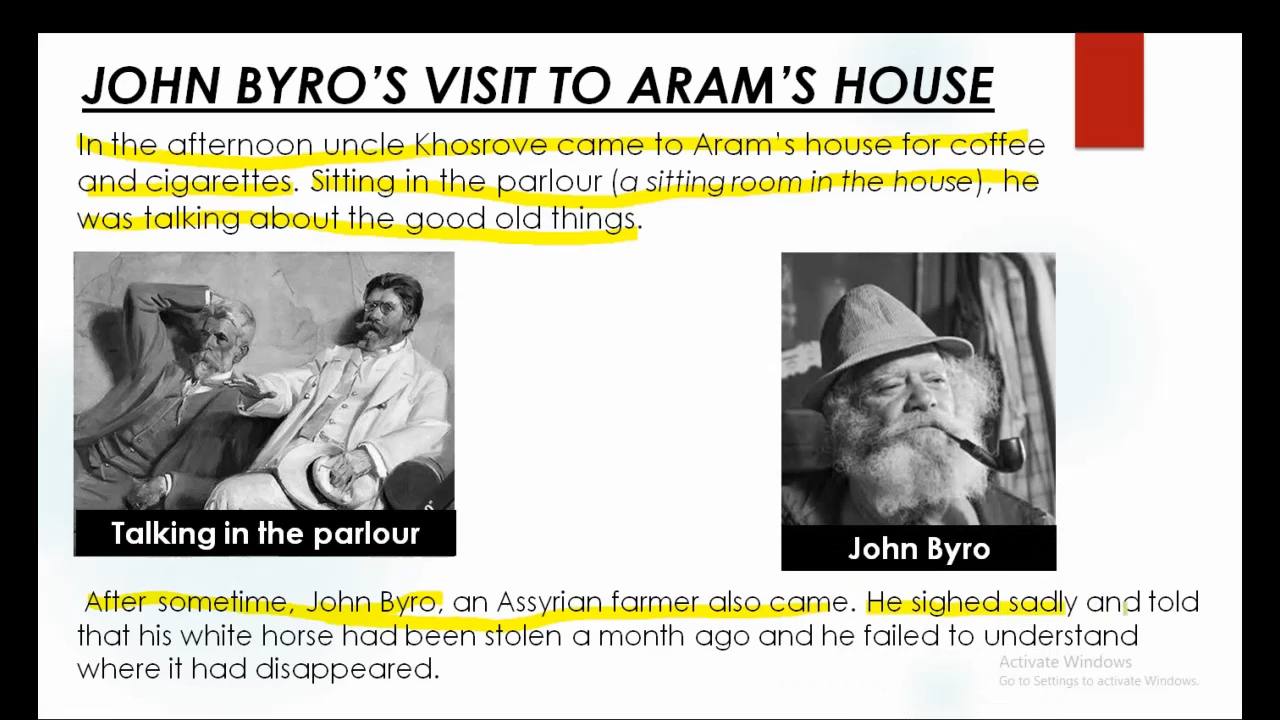 JOHN BYRO'S VISIT TO ARAM'S HOUSE
In the afternoon uncle Khosrove came to Aram's house for coffee
and cigarettes. Sitting in the parlour (a sitting room in the house), he
was talking about the good old things.
Talking in the parlour
John Byro
After sometime, John Byro, an Assyrian farmer also came. He sighed sadly and told
that his white horse had been stolen a month ago and he failed to understand
where it had disappeared.
Activate Windows
Go to Settings to activate Windows.